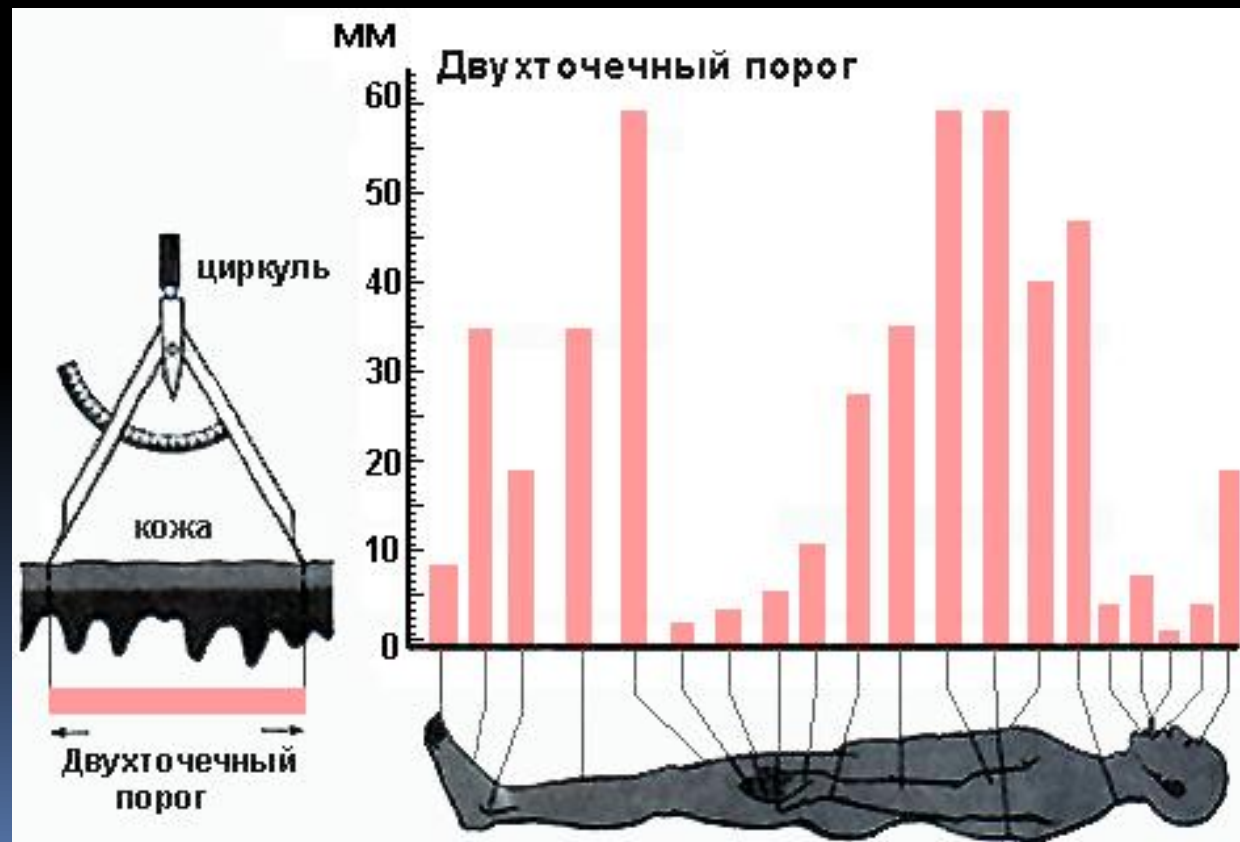 мм
Двухточечный порог
60
50
40
30
20
10
0
циркуль
кожа
Двухточечный
порог